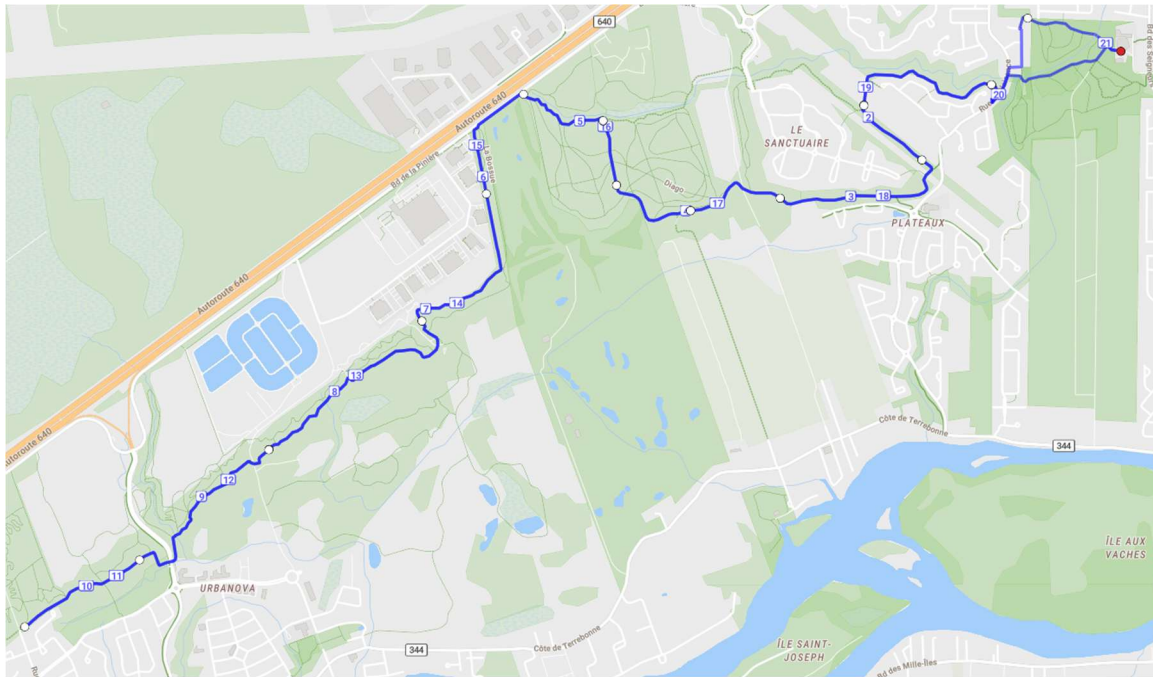 640
Autoroute 640
Bd de la Pinière
La Bossue
5
16
15
6
Diago
17
LE
SANCTUAIRE
19
2
20
21
3
18
PLATEAUX
7
14
Autoroute 640
13
8
Autoroute 640
Côte de Terrebonne
344
12
9
11
10
URBANOVA
344
Côte de Terrebonne
ÎLE SAINT-
JOSEPH
ÎLE AUX
VACHES
Bd des Mille-Îles